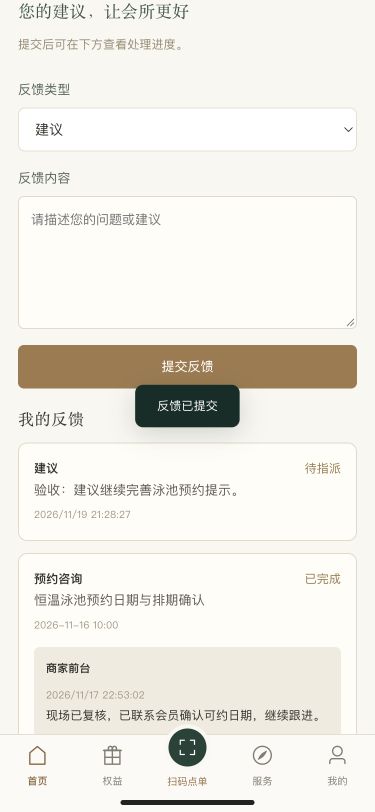 您的建议，让会所更好
提交后可在下方查看处理进度。
反馈类型
建议
反馈内容
请描述您的问题或建议
提交反馈
反馈已提交
我的反馈
建议
待指派
验收：建议继续完善泳池预约提示。
2026/11/19 21:28:27
预约咨询
已完成
恒温泳池预约日期与排期确认
2026-11-16 10:00
商家前台
2026/11/17 22:53:02
现场已复核，已联系会员确认可约日期，继续跟进。
首页
权益
扫码点单
服务
我的